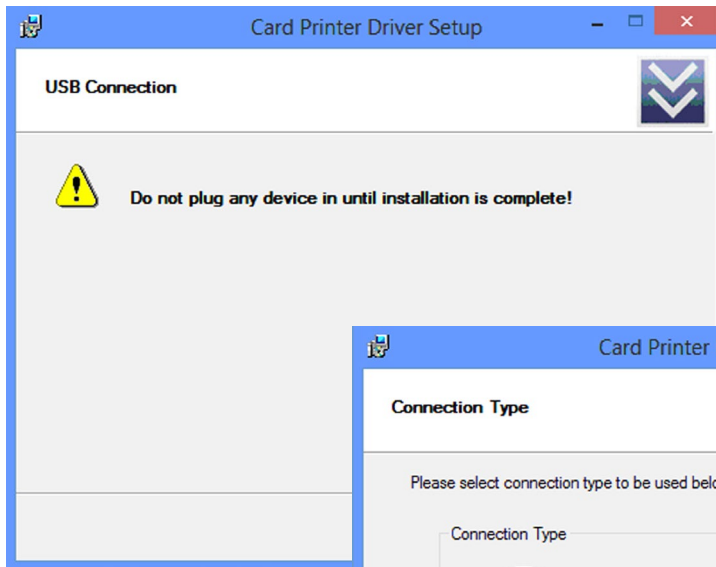 Card Printer Driver Setup
USB Connection
Do not plug any device in until installation is complete!
Card Printer
Connection Type
Please select connection type to be used
Connection Type